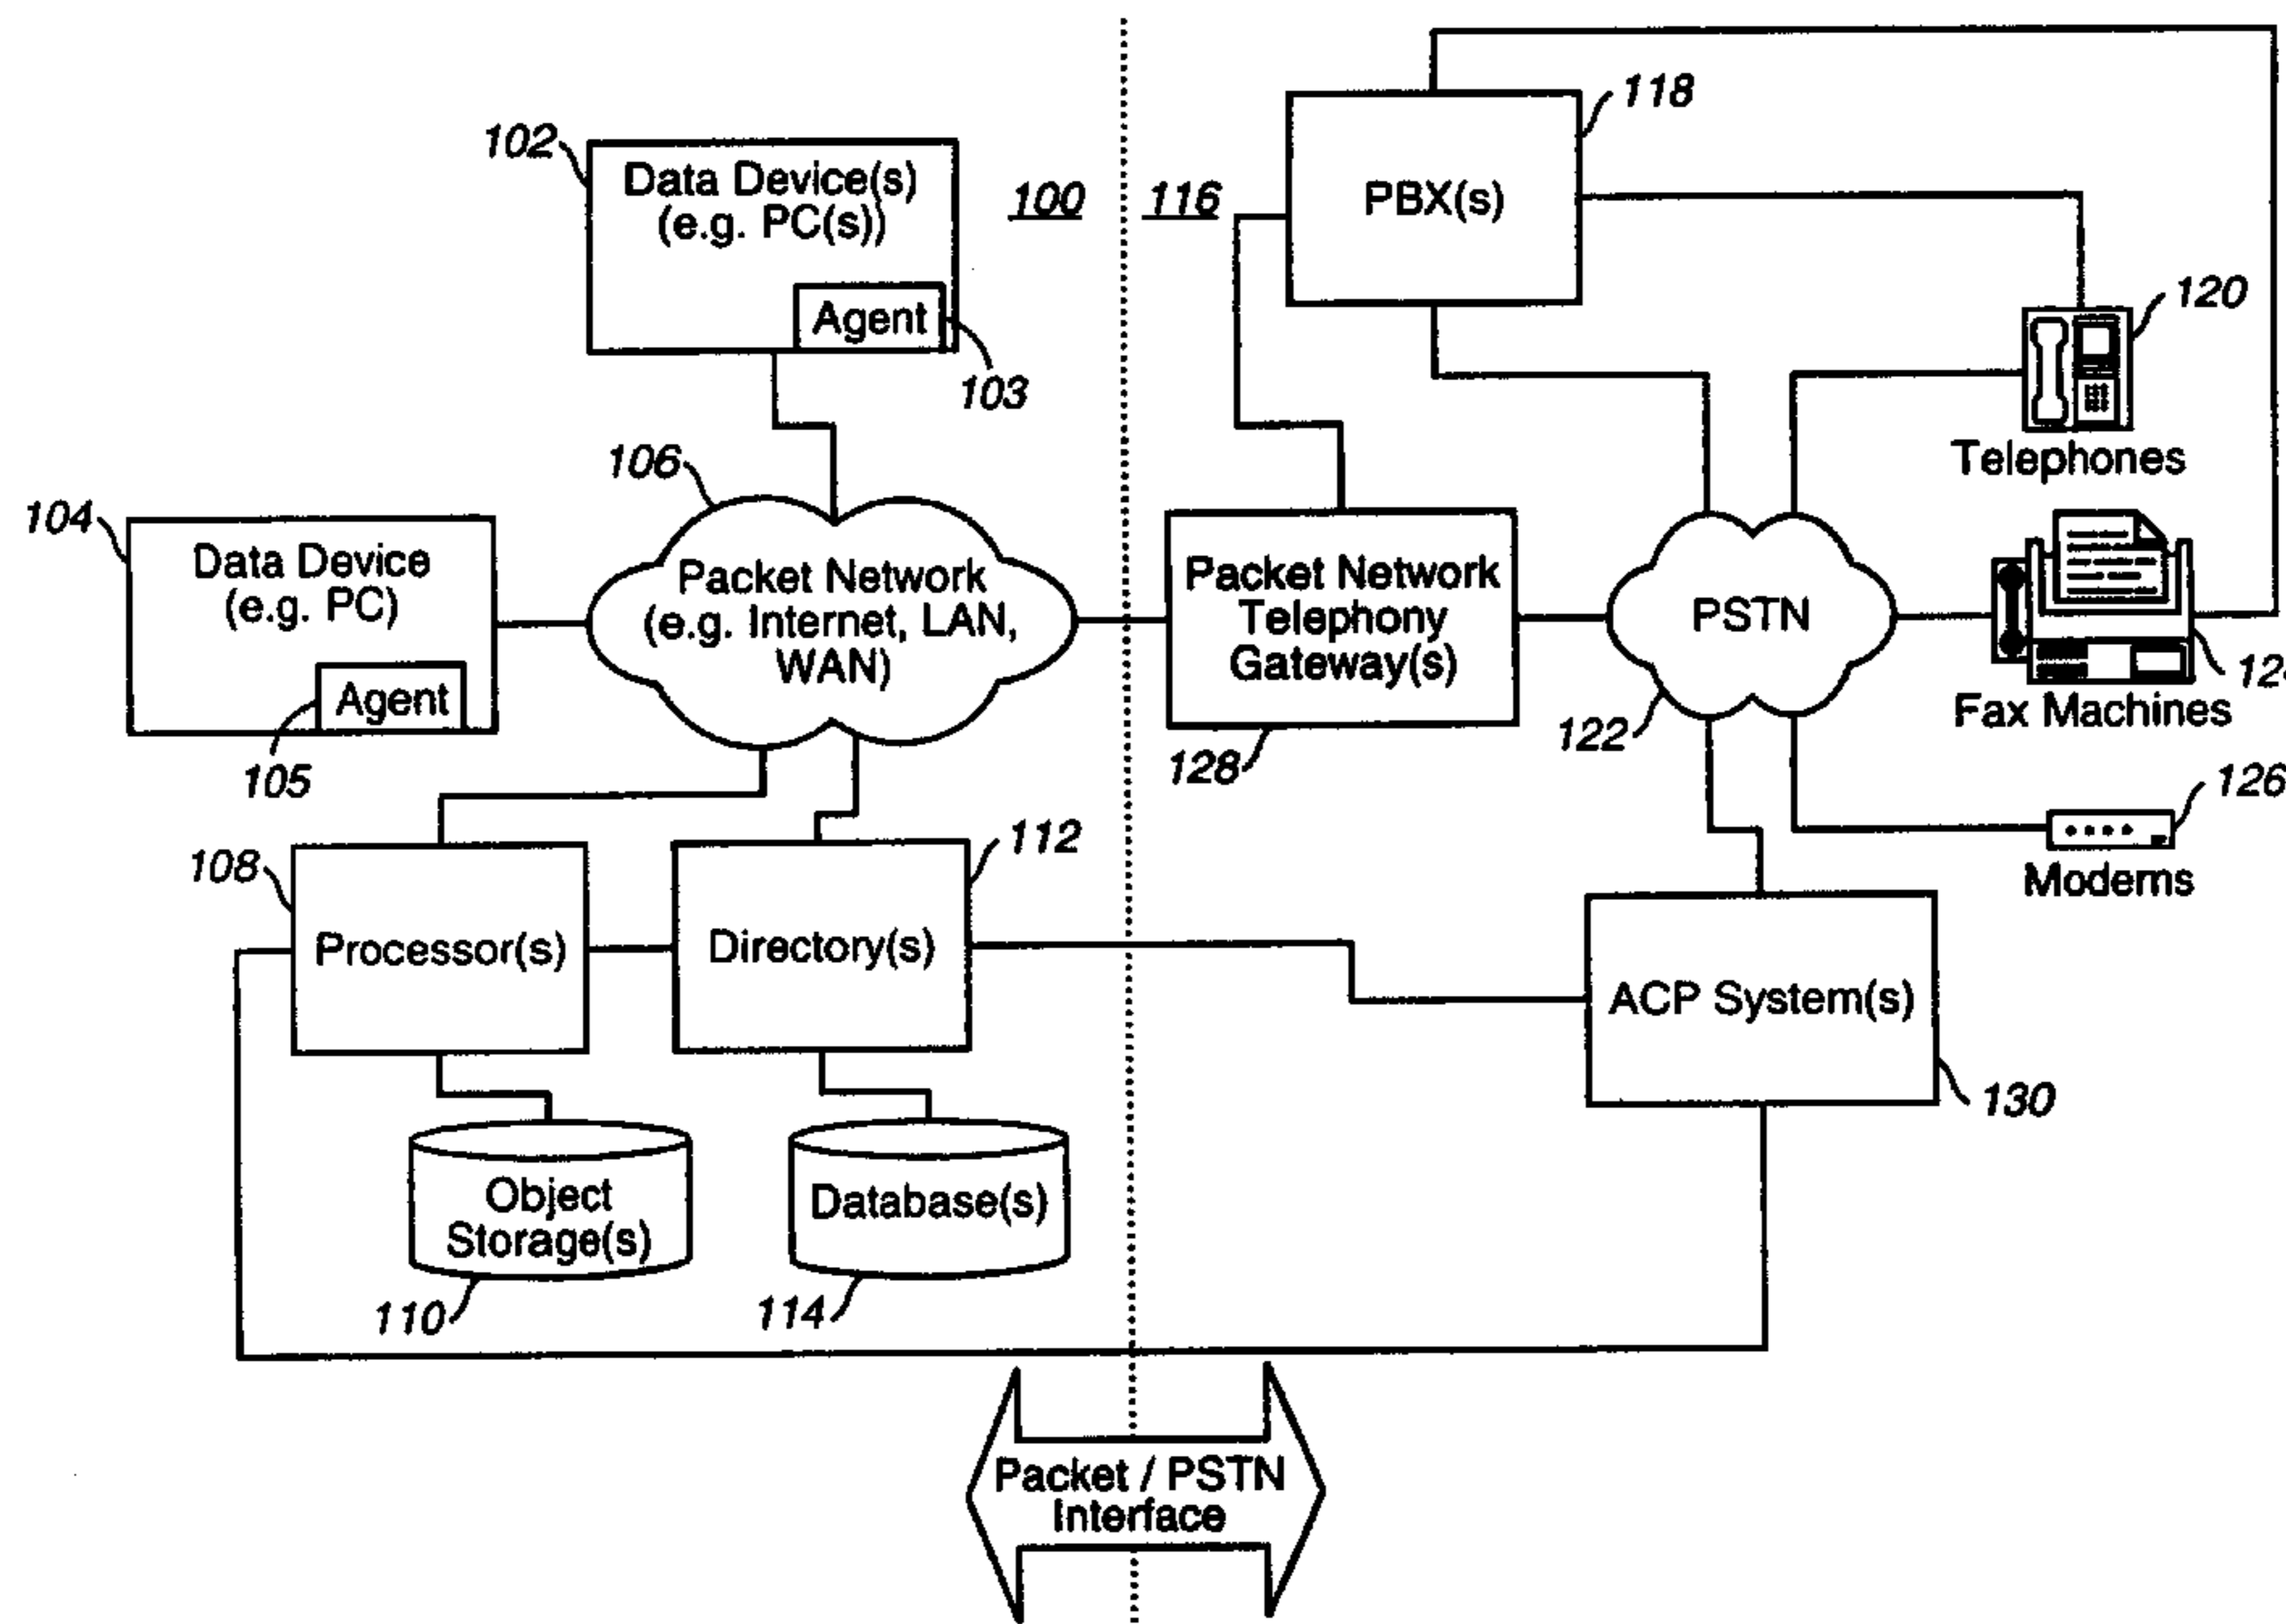 118
102
Data Device(s)
(e.g. PC(s))
100
116
PBX(s)
Agent
103
120
Telephones
106
104
Data Device
(e.g. PC)
Agent
105
Packet Network
(e.g. Internet, LAN,
WAN)
Packet Network
Telephony
Gateway(s)
128
PSTN
122
Fax Machines
126
Modems
108
Processor(s)
112
Directory(s)
ACP System(s)
130
Object
Storage(s)
110
Database(s)
114
Packet / PSTN
Interface